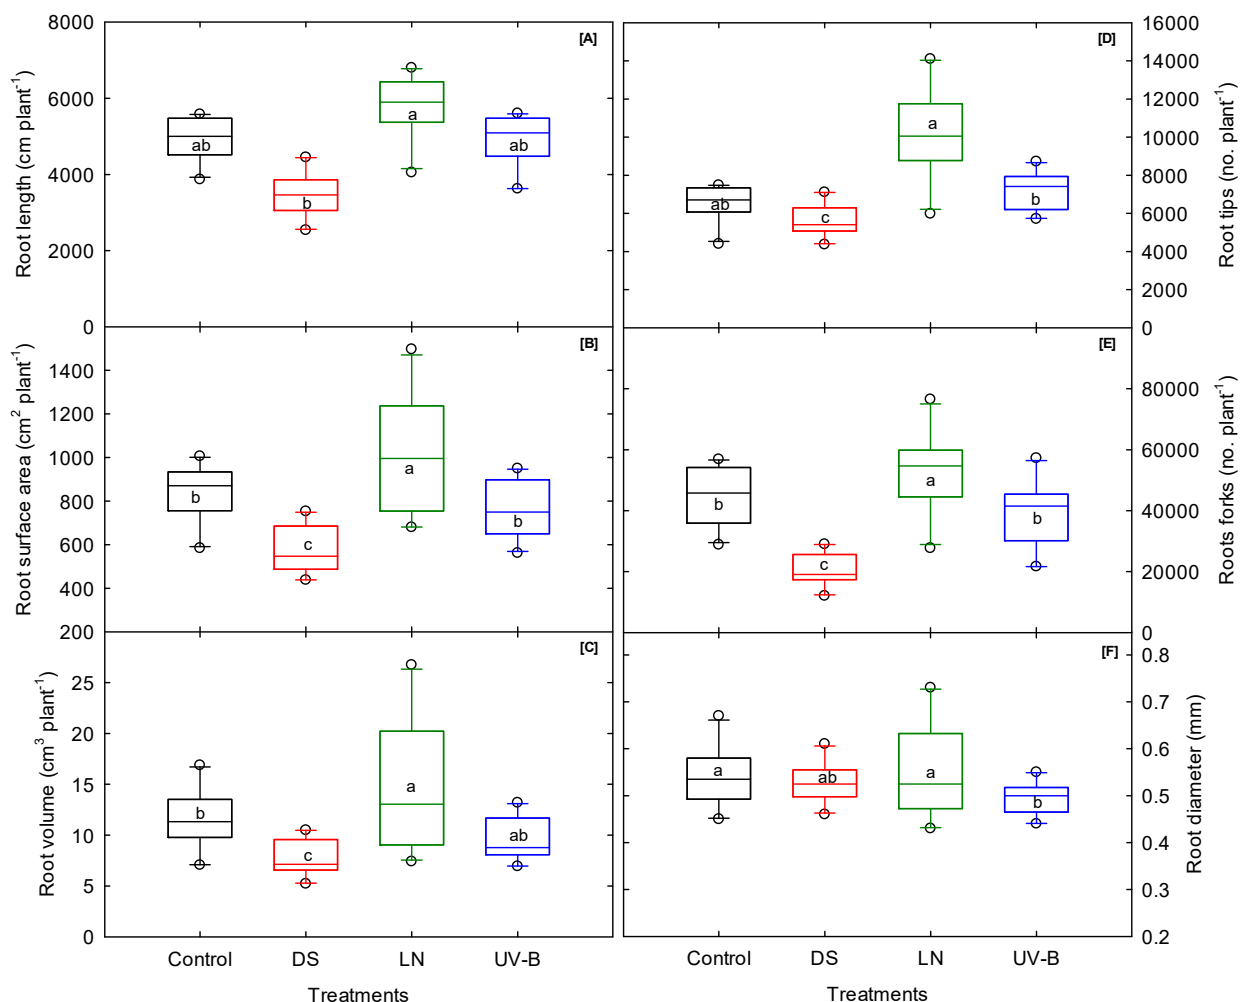 8000
6000
4000
2000
0
Root length (cm plant⁻¹)
[A]
ab
b
a
ab
16000
14000
12000
10000
8000
6000
4000
2000
0
Root tips (no. plant⁻¹)
[D]
ab
c
a
b
1400
1200
1000
800
600
400
200
Root surface area (cm² plant⁻¹)
[B]
b
c
a
b
80000
60000
40000
20000
0
Roots forks (no. plant⁻¹)
[E]
b
c
a
b
25
20
15
10
5
0
Root volume (cm³ plant⁻¹)
[C]
b
c
a
ab
0.8
0.7
0.6
0.5
0.4
0.3
0.2
Root diameter (mm)
[F]
a
ab
a
b
Control DS LN UV-B
Treatments
Control DS LN UV-B
Treatments